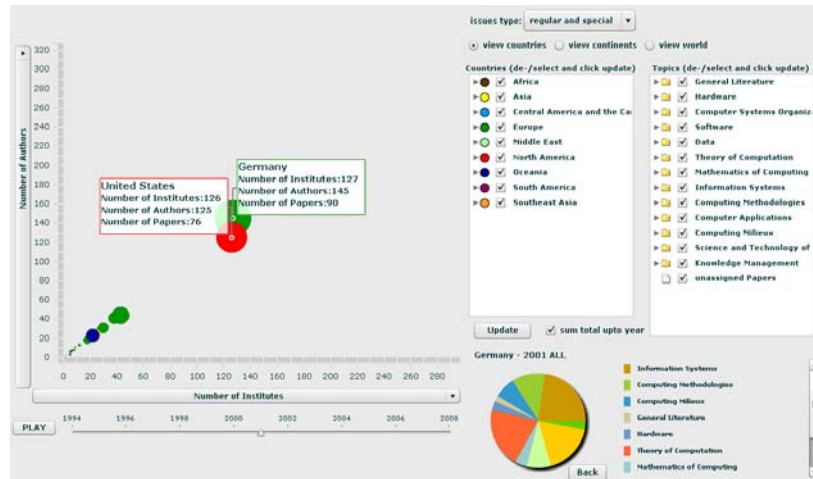 issues type: regular and special
view countries view continents view world
Countries (de-/select and click update)
Africa
Asia
Central America and the Ca
Europe
Middle East
North America
Oceania
South America
Southeast Asia
Topics (de-/select and click update)
General Literature
Hardware
Computer Systems Organiz
Software
Data
Theory of Computation
Mathematics of Computing
Information Systems
Computing Methodologies
Computer Applications
Computing Milieux
Science and Technology of
Knowledge Management
unassigned Papers
Update sum total upto year
Number of Authors
320
300
280
260
240
220
200
180
160
140
120
100
80
60
40
20
0
United States
Number of Institutes:126
Number of Authors:125
Number of Papers:76
Germany
Number of Institutes:127
Number of Authors:145
Number of Papers:90
0 20 40 60 80 100 120 140 160 180 200 220 240 260 280
Number of Institutes
PLAY
1994 1996 1998 2000 2002 2004 2006 2008
Germany - 2001 ALL
Information Systems
Computing Methodologies
Computing Milieux
General Literature
Hardware
Theory of Computation
Mathematics of Computing
Back